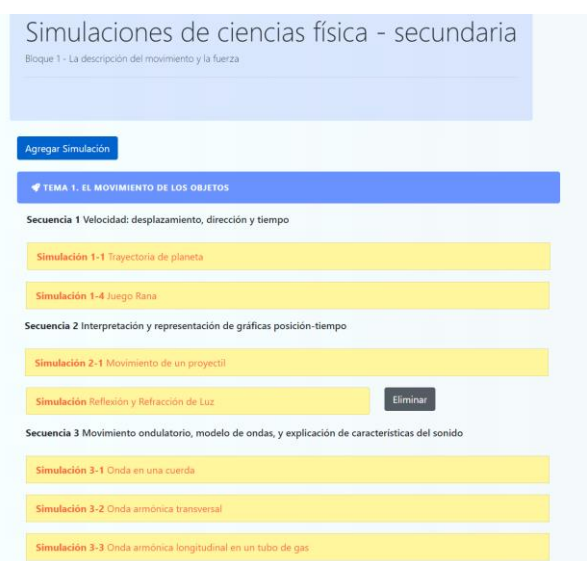 Simulaciones de ciencias física - secundaria
Bloque 1 - La descripción del movimiento y la fuerza
Agregar Simulación
TEMA 1. EL MOVIMIENTO DE LOS OBJETOS
Secuencia 1 Velocidad: desplazamiento, dirección y tiempo
Simulación 1-1 Trayectoria de planeta
Simulación 1-4 Juego Rana
Secuencia 2 Interpretación y representación de gráficas posición-tiempo
Simulación 2-1 Movimiento de un proyectil
Simulación Reflexión y Refracción de Luz
Eliminar
Secuencia 3 Movimiento ondulatorio, modelo de ondas, y explicación de características del sonido
Simulación 3-1 Onda en una cuerda
Simulación 3-2 Onda armónica transversal
Simulación 3-3 Onda armónica longitudinal en un tubo de gas